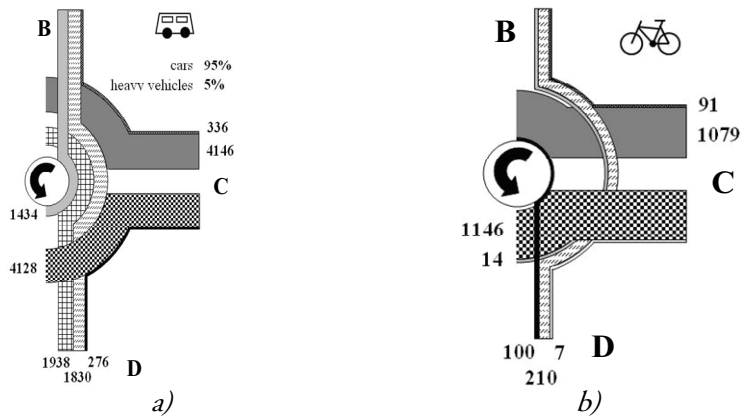 B
cars 95%
heavy vehicles 5%
336
4146
C
1434
4128
1938 276
1830
D
a)
B
91
1079
C
1146
14
100 7
210
D
b)